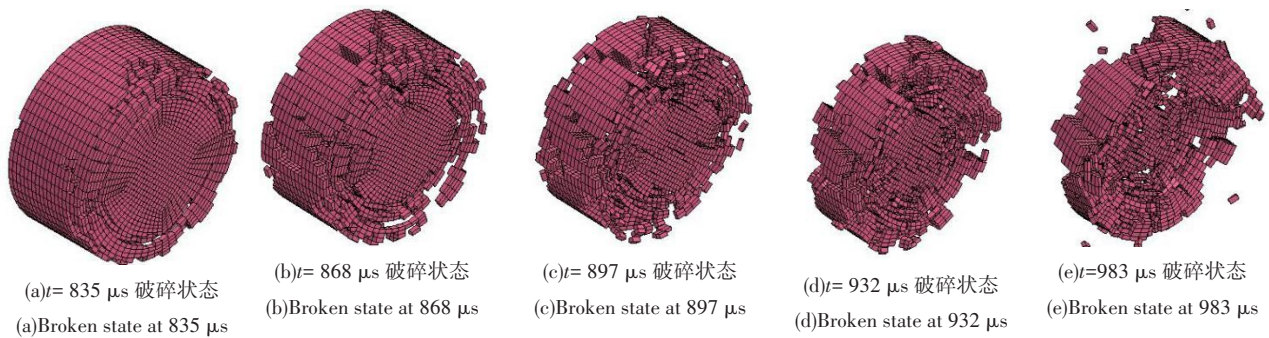 (a)t= 835 μs 破碎状态
(a)Broken state at 835 μs
(b)t= 868 μs 破碎状态
(b)Broken state at 868 μs
(c)t= 897 μs 破碎状态
(c)Broken state at 897 μs
(d)t= 932 μs 破碎状态
(d)Broken state at 932 μs
(e)t=983 μs 破碎状态
(e)Broken state at 983 μs